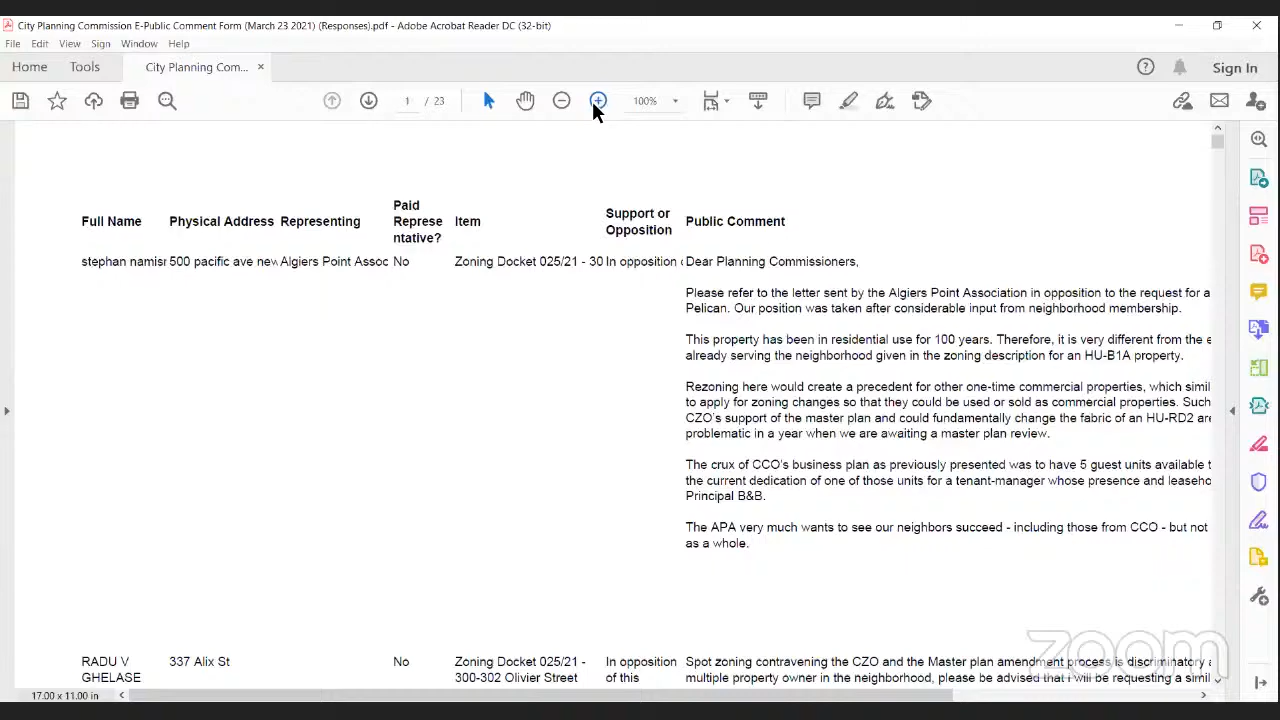 City Planning Commission E-Public Comment Form (March 23 2021) (Responses).pdf - Adobe Acrobat Reader DC (32-bit)
File Edit View Sign Window Help
Home Tools City Planning Com... × Sign In
1 / 23 100%
Full Name Physical Address Representing Paid Represe ntative? Item Support or Opposition Public Comment
stephan namisr 500 pacific ave new Algiers Point Assoc No Zoning Docket 025/21 - 30 In opposition Dear Planning Commissioners,
Please refer to the letter sent by the Algiers Point Association in opposition to the request for a
Pelican. Our position was taken after considerable input from neighborhood membership.
This property has been in residential use for 100 years. Therefore, it is very different from the e
already serving the neighborhood given in the zoning description for an HU-B1A property.
Rezoning here would create a precedent for other one-time commercial properties, which simil
to apply for zoning changes so that they could be used or sold as commercial properties. Such
CZO's support of the master plan and could fundamentally change the fabric of an HU-RD2 are
problematic in a year when we are awaiting a master plan review.
The crux of CCO's business plan as previously presented was to have 5 guest units available t
the current dedication of one of those units for a tenant-manager whose presence and leaseho
Principal B&B.
The APA very much wants to see our neighbors succeed - including those from CCO - but not
as a whole.
RADU V 337 Alix St No Zoning Docket 025/21 - In opposition Spot zoning contravening the CZO and the Master plan amendment process is discriminatory a
GHELASE 300-302 Olivier Street of this multiple property owner in the neighborhood, please be advised that I will be requesting a simil
17.00 x 11.00 in
zoom